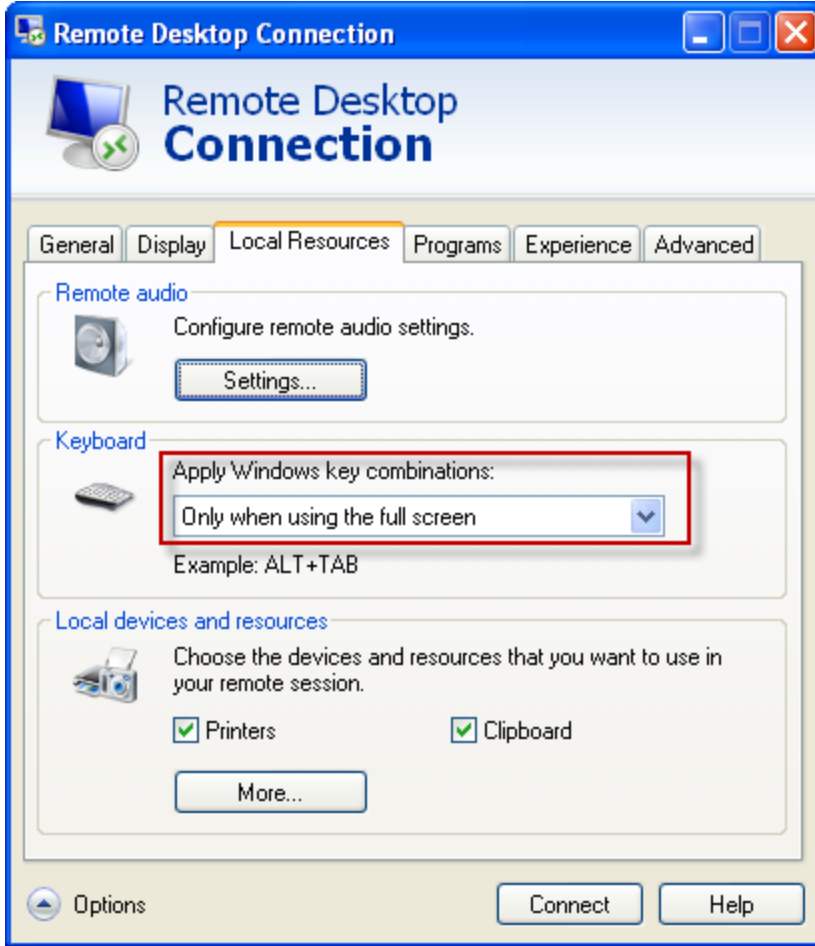 Remote Desktop Connection
Remote Desktop
Connection
General Display Local Resources Programs Experience Advanced
Remote audio
Configure remote audio settings.
Settings...
Keyboard
Apply Windows key combinations:
Only when using the full screen
Example: ALT+TAB
Local devices and resources
Choose the devices and resources that you want to use in
your remote session.
Printers Clipboard
More...
Options Connect Help